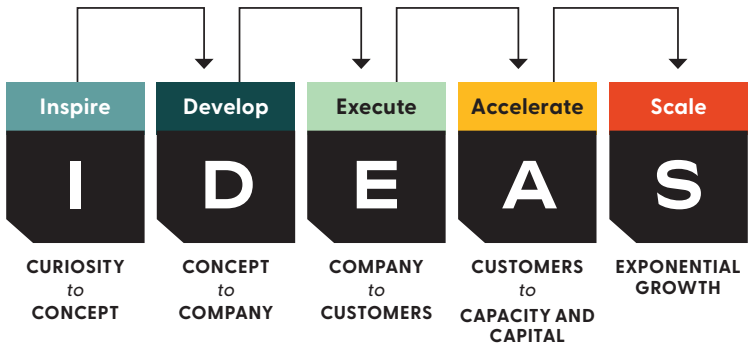 Inspire
Develop
Execute
Accelerate
Scale
I
D
E
A
S
CURIOSITY
to
CONCEPT
CONCEPT
to
COMPANY
COMPANY
to
CUSTOMERS
CUSTOMERS
to
CAPACITY AND
CAPITAL
EXPONENTIAL
GROWTH